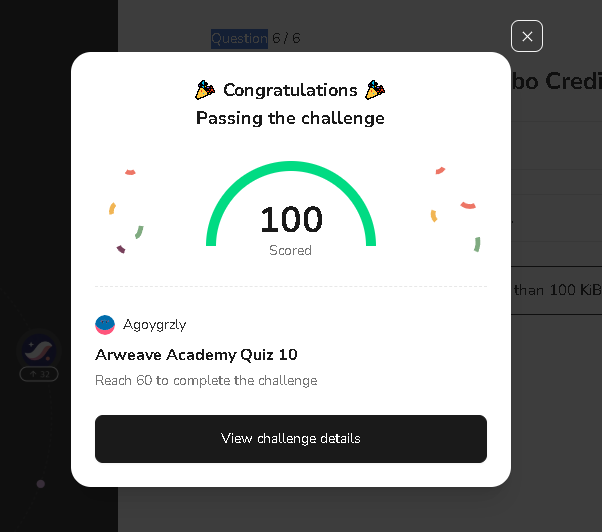 Question 6 / 6
bo Credi
Congratulations
Passing the challenge
100
Scored
than 100 KiB
Agoygrzly
Arweave Academy Quiz 10
32
Reach 60 to complete the challenge
View challenge details